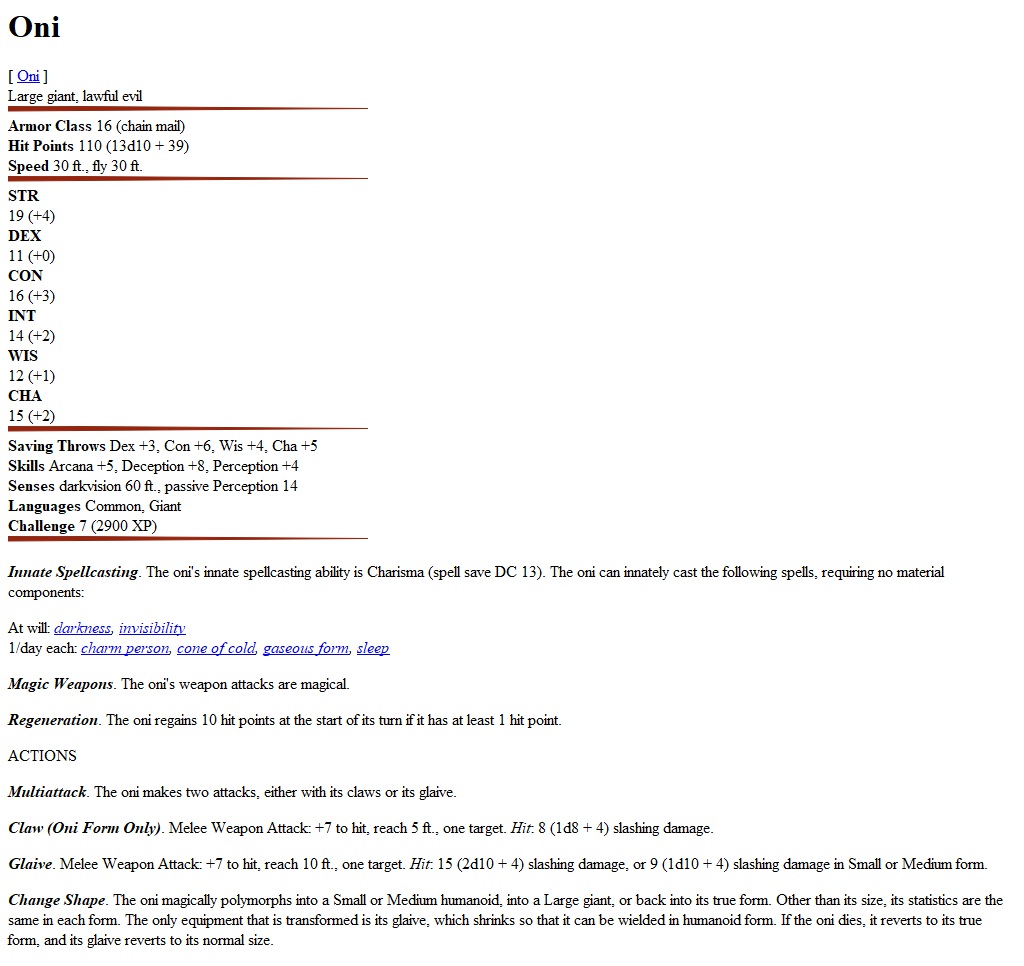 Oni
[ Oni ]
Large giant, lawful evil
Armor Class 16 (chain mail)
Hit Points 110 (13d10 + 39)
Speed 30 ft., fly 30 ft.
STR
19 (+4)
DEX
11 (+0)
CON
16 (+3)
INT
14 (+2)
WIS
12 (+1)
CHA
15 (+2)
Saving Throws Dex +3, Con +6, Wis +4, Cha +5
Skills Arcana +5, Deception +8, Perception +4
Senses darkvision 60 ft., passive Perception 14
Languages Common, Giant
Challenge 7 (2900 XP)
Innate Spellcasting. The oni's innate spellcasting ability is Charisma (spell save DC 13). The oni can innately cast the following spells, requiring no material
components:
At will: darkness, invisibility
1/day each: charm person, cone of cold, gaseous form, sleep
Magic Weapons. The oni's weapon attacks are magical.
Regeneration. The oni regains 10 hit points at the start of its turn if it has at least 1 hit point.
ACTIONS
Multiattack. The oni makes two attacks, either with its claws or its glaive.
Claw (Oni Form Only). Melee Weapon Attack: +7 to hit, reach 5 ft., one target. Hit: 8 (1d8 + 4) slashing damage.
Glaive. Melee Weapon Attack: +7 to hit, reach 10 ft., one target. Hit: 15 (2d10 + 4) slashing damage, or 9 (1d10 + 4) slashing damage in Small or Medium form.
Change Shape. The oni magically polymorphs into a Small or Medium humanoid, into a Large giant, or back into its true form. Other than its size, its statistics are the
same in each form. The only equipment that is transformed is its glaive, which shrinks so that it can be wielded in humanoid form. If the oni dies, it reverts to its true
form, and its glaive reverts to its normal size.